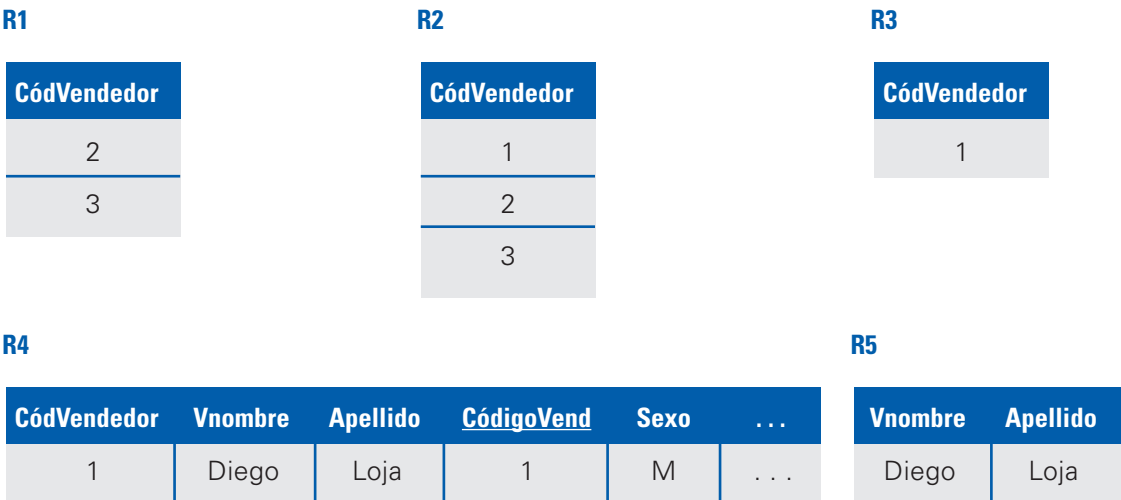 R1 R2 R3
CódVendedor CódVendedor CódVendedor
2 1 1
3 2
3
R4 R5
CódVendedor Vnombre Apellido CódigoVend Sexo . . . Vnombre Apellido
1 Diego Loja 1 M . . . Diego Loja